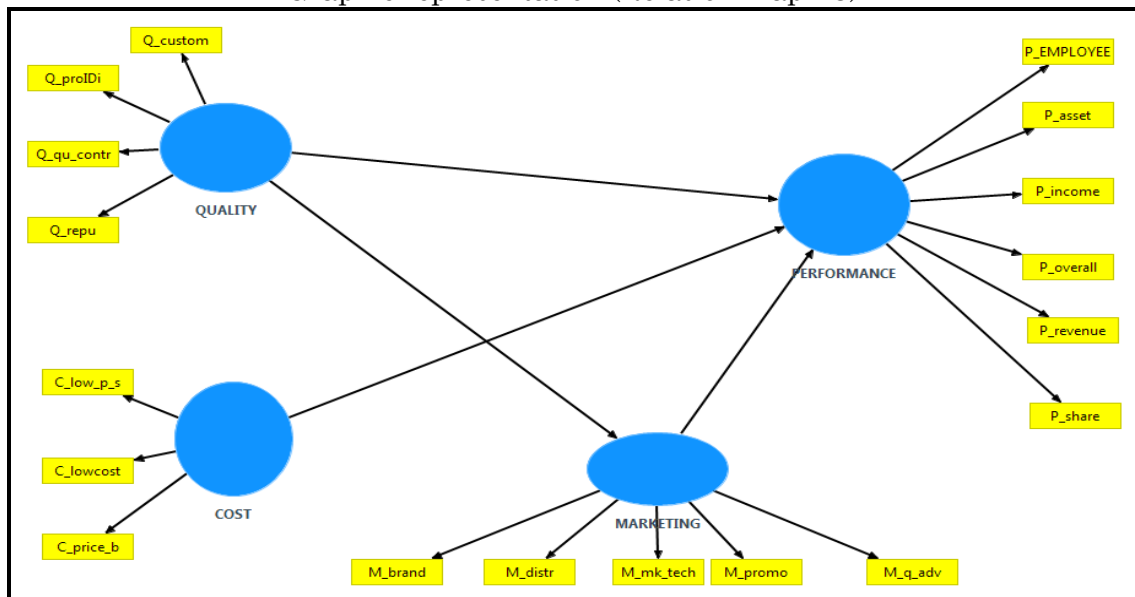 Q_custom
Q_proIDi
Q_qu_contr
Q_repu
QUALITY
P_EMPLOYEE
P_asset
P_income
P_overall
P_revenue
P_share
PERFORMANCE
C_low_p_s
C_lowcost
C_price_b
COST
MARKETING
M_brand
M_distr
M_mk_tech
M_promo
M_q_adv